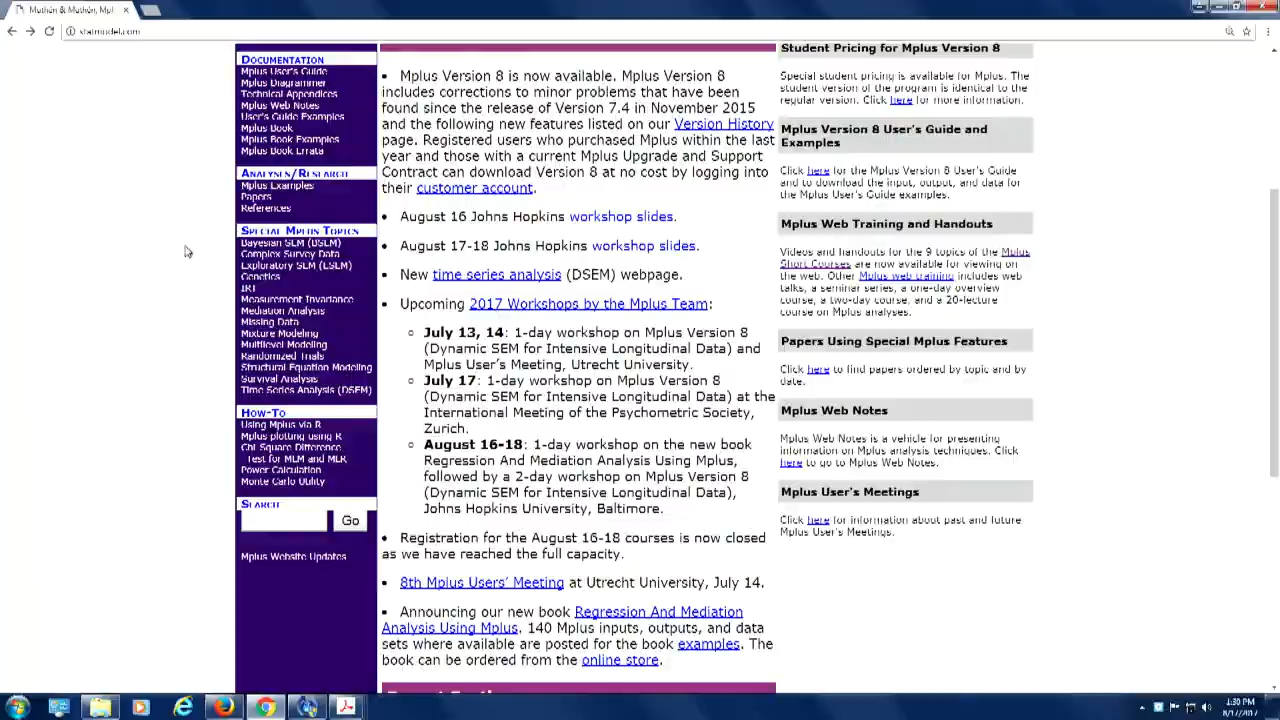 Muthén & Muthén, Mpl
statmodel.com
DOCUMENTATION
Mplus User's Guide
Mplus Diagrammer
Technical Appendices
Mplus Web Notes
User's Guide Examples
Mplus Book
Mplus Book Examples
Mplus Book Errata
ANALYSES/RESEARCH
Mplus Examples
Papers
References
SPECIAL MPLUS TOPICS
Bayesian SEM (BSEM)
Complex Survey Data
Exploratory SEM (ESEM)
Genetics
IRT
Measurement Invariance
Mediation Analysis
Missing Data
Mixture Modeling
Multilevel Modeling
Randomized Trials
Structural Equation Modeling
Survival Analysis
Time Series Analysis (DSEM)
HOW-TO
Using Mplus via R
Mplus plotting using R
Chi-Square Difference
Test for MLM and MLR
Power Calculation
Monte Carlo Utility
SEARCH
Go
Mplus Website Updates
• Mplus Version 8 is now available. Mplus Version 8
includes corrections to minor problems that have been
found since the release of Version 7.4 in November 2015
and the following new features listed on our Version History
page. Registered users who purchased Mplus within the last
year and those with a current Mplus Upgrade and Support
Contract can download Version 8 at no cost by logging into
their customer account.
• August 16 Johns Hopkins workshop slides.
• August 17-18 Johns Hopkins workshop slides.
• New time series analysis (DSEM) webpage.
• Upcoming 2017 Workshops by the Mplus Team:
○ July 13, 14: 1-day workshop on Mplus Version 8
(Dynamic SEM for Intensive Longitudinal Data) and
Mplus User's Meeting, Utrecht University.
○ July 17: 1-day workshop on Mplus Version 8
(Dynamic SEM for Intensive Longitudinal Data) at the
International Meeting of the Psychometric Society,
Zurich.
○ August 16-18: 1-day workshop on the new book
Regression And Mediation Analysis Using Mplus,
followed by a 2-day workshop on Mplus Version 8
(Dynamic SEM for Intensive Longitudinal Data),
Johns Hopkins University, Baltimore.
• Registration for the August 16-18 courses is now closed
as we have reached the full capacity.
• 8th Mplus Users' Meeting at Utrecht University, July 14.
• Announcing our new book Regression And Mediation
Analysis Using Mplus. 140 Mplus inputs, outputs, and data
sets where available are posted for the book examples. The
book can be ordered from the online store.
Student Pricing for Mplus Version 8
Special student pricing is available for Mplus. The
student version of the program is identical to the
regular version. Click here for more information.
Mplus Version 8 User's Guide and
Examples
Click here for the Mplus Version 8 User's Guide
and to download the input, output, and data for
the Mplus User's Guide examples.
Mplus Web Training and Handouts
Videos and handouts for the 9 topics of the Mplus
Short Courses are now available for viewing on
the web. Other Mplus web training includes web
talks, a seminar series, a one-day overview
course, a two-day course, and a 20-lecture
course on Mplus analyses.
Papers Using Special Mplus Features
Click here to find papers ordered by topic and by
date.
Mplus Web Notes
Mplus Web Notes is a vehicle for presenting
information on Mplus analysis techniques. Click
here to go to Mplus Web Notes.
Mplus User's Meetings
Click here for information about past and future
Mplus User's Meetings.
1:30 PM
8/17/2017